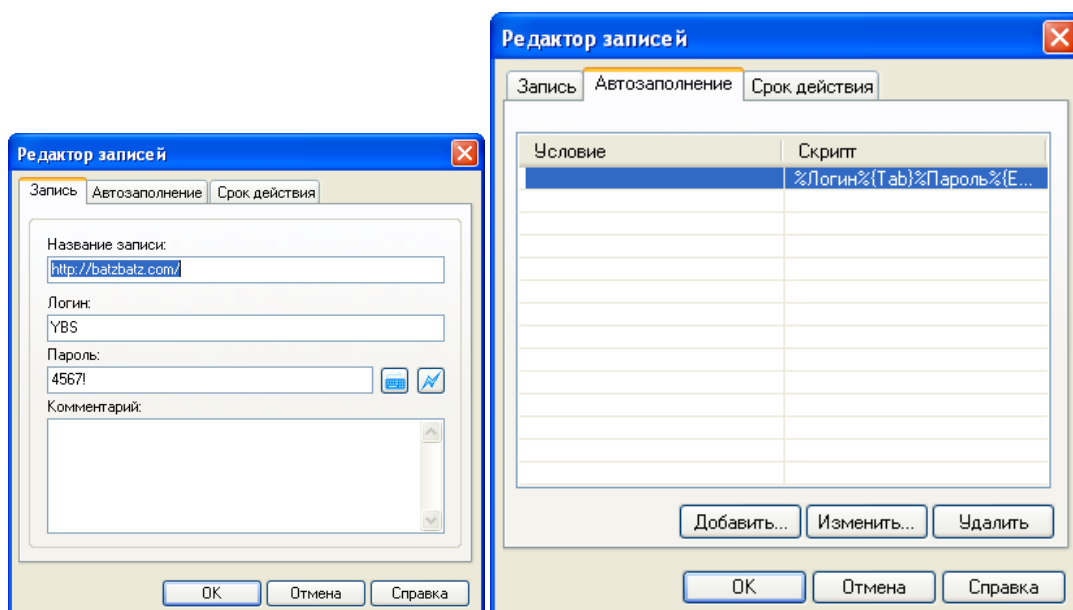 Редактор записей
Запись Автозаполнение Срок действия
Название записи:
http://batzbatz.com/
Логин:
YBS
Пароль:
4567!
Комментарий:
OK Отмена Справка
Редактор записей
Запись Автозаполнение Срок действия
Условие Скрипт
%Логин%{Tab}%Пароль%{E...
Добавить... Изменить... Удалить
OK Отмена Справка